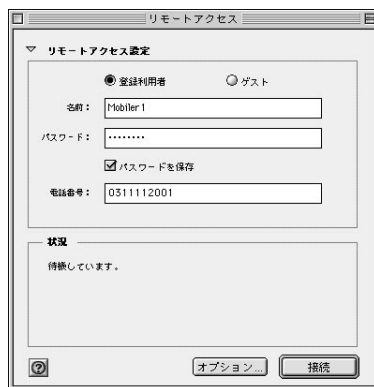 リモートアクセス
リモートアクセス設定
登録利用者 ゲスト
名前： Mobiler1
パスワード： ••••••••
パスワードを保存
電話番号： 0311112001
状況
待機しています。
? オプション... 接続